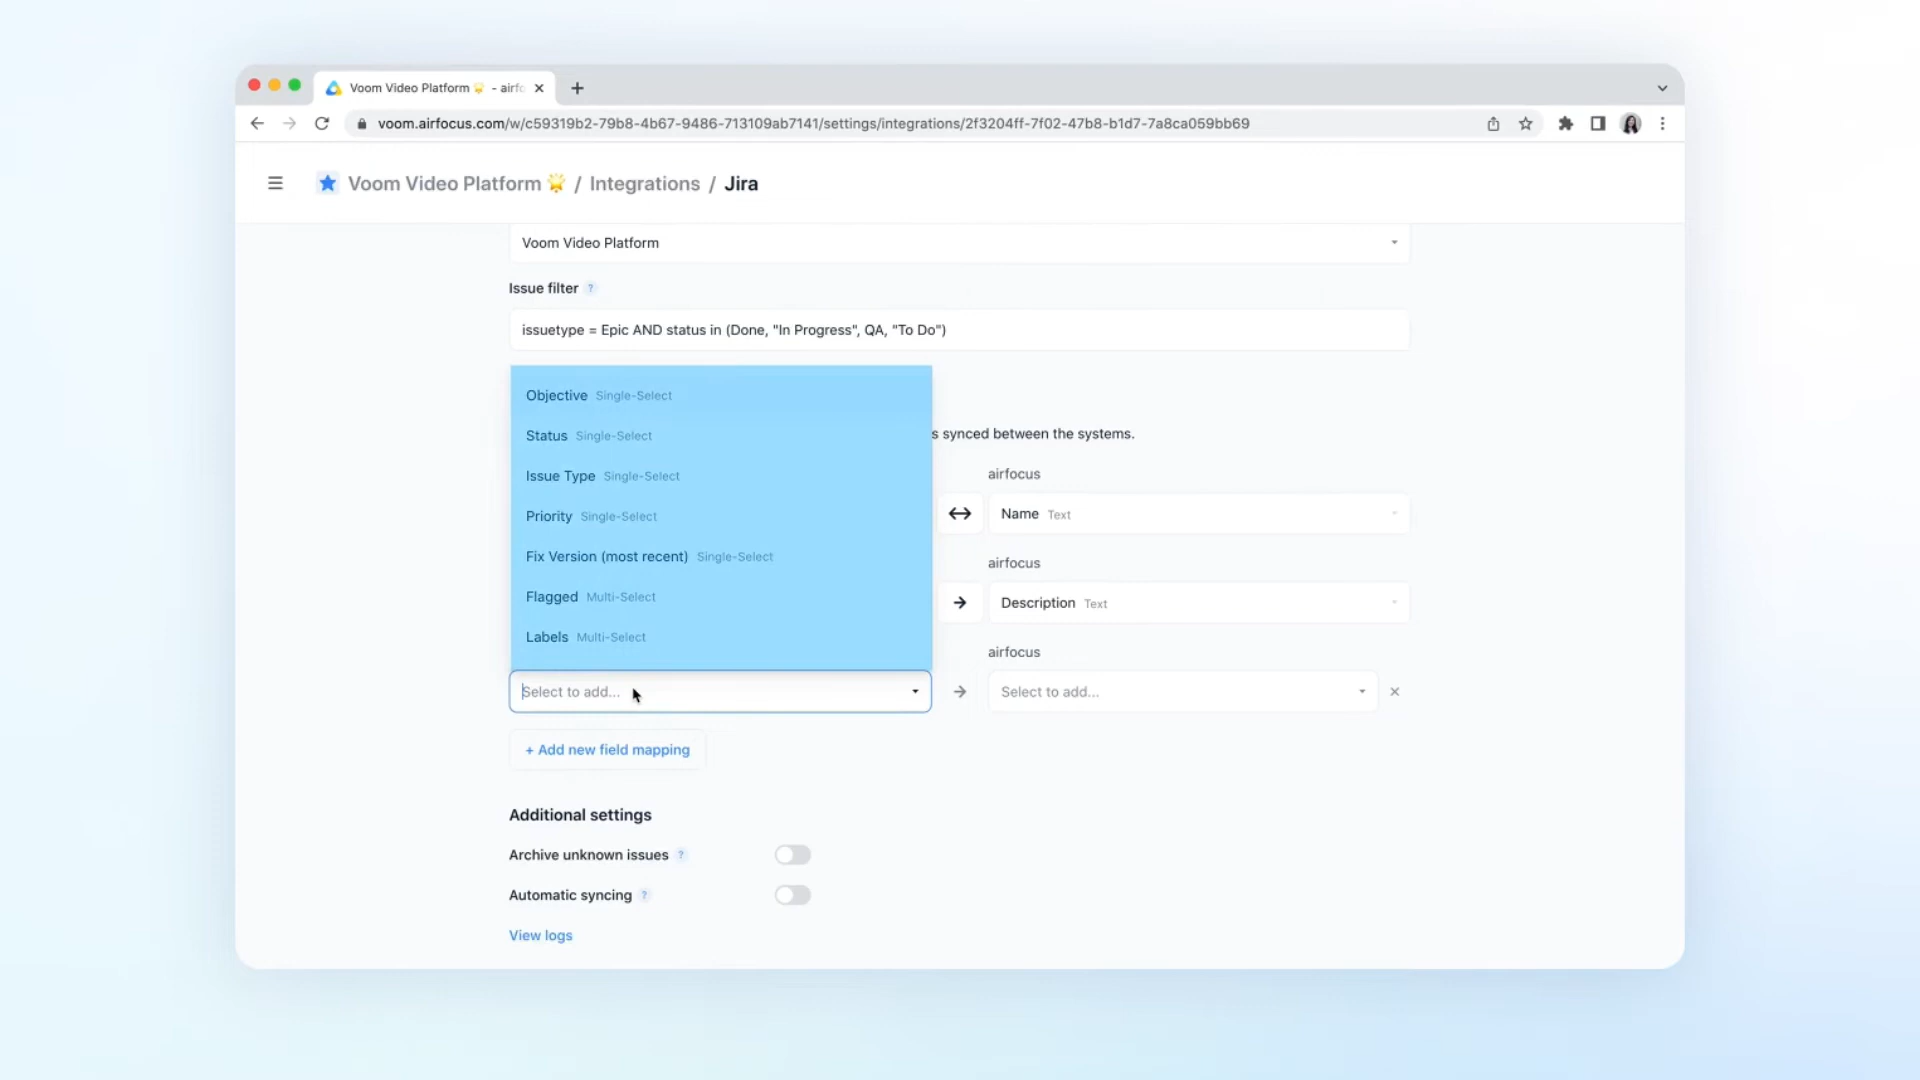 Voom Video Platform 🌟 - airfo
voom.airfocus.com/w/c59319b2-79b8-4b67-9486-713109ab7141/settings/integrations/2f3204ff-7f02-47b8-b1d7-7a8ca059bb69
Voom Video Platform 🌟 / Integrations / Jira
Voom Video Platform
Issue filter ?
issuetype = Epic AND status in (Done, "In Progress", QA, "To Do")
Objective Single-Select
Status Single-Select
s synced between the systems.
Issue Type Single-Select
airfocus
Priority Single-Select
Name Text
Fix Version (most recent) Single-Select
airfocus
Flagged Multi-Select
Description Text
Labels Multi-Select
airfocus
Select to add...
Select to add...
+ Add new field mapping
Additional settings
Archive unknown issues ?
Automatic syncing ?
View logs